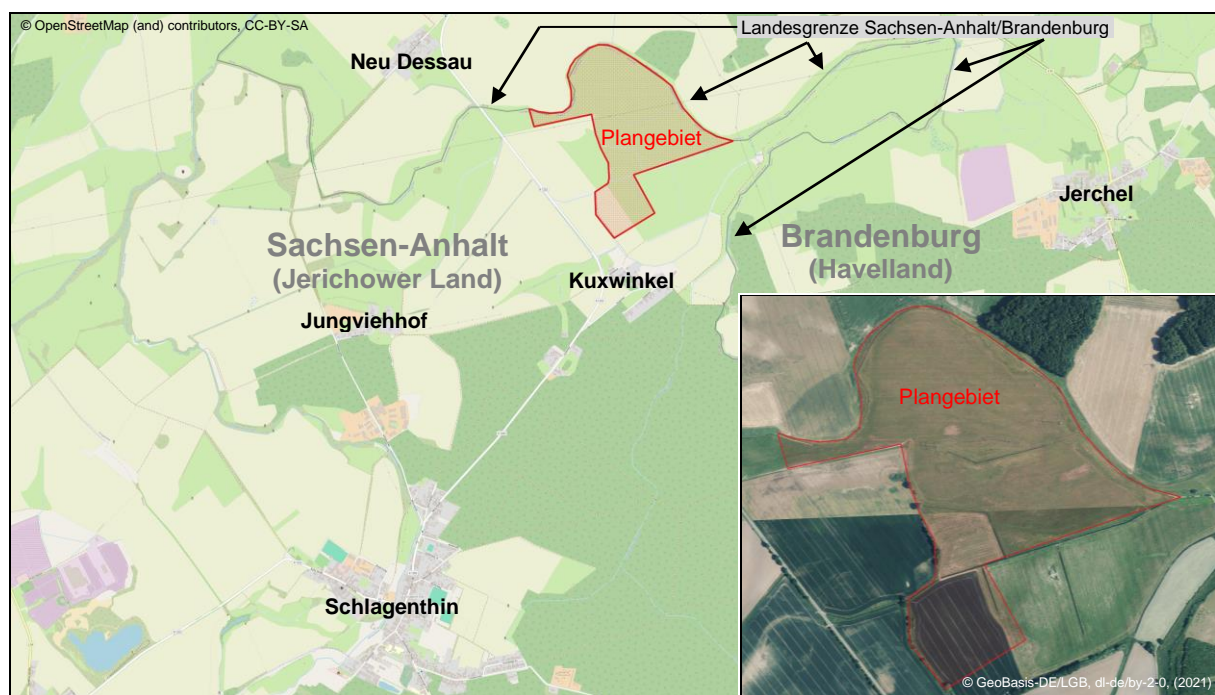 © OpenStreetMap (and) contributors, CC-BY-SA
Landesgrenze Sachsen-Anhalt/Brandenburg
Neu Dessau
Plangebiet
Jerchel
Sachsen-Anhalt
(Jerichower Land)
Brandenburg
(Havelland)
Kuxwinkel
Jungviehhof
Plangebiet
Schlagenthin
© GeoBasis-DE/LGB, dl-de/by-2-0, (2021)